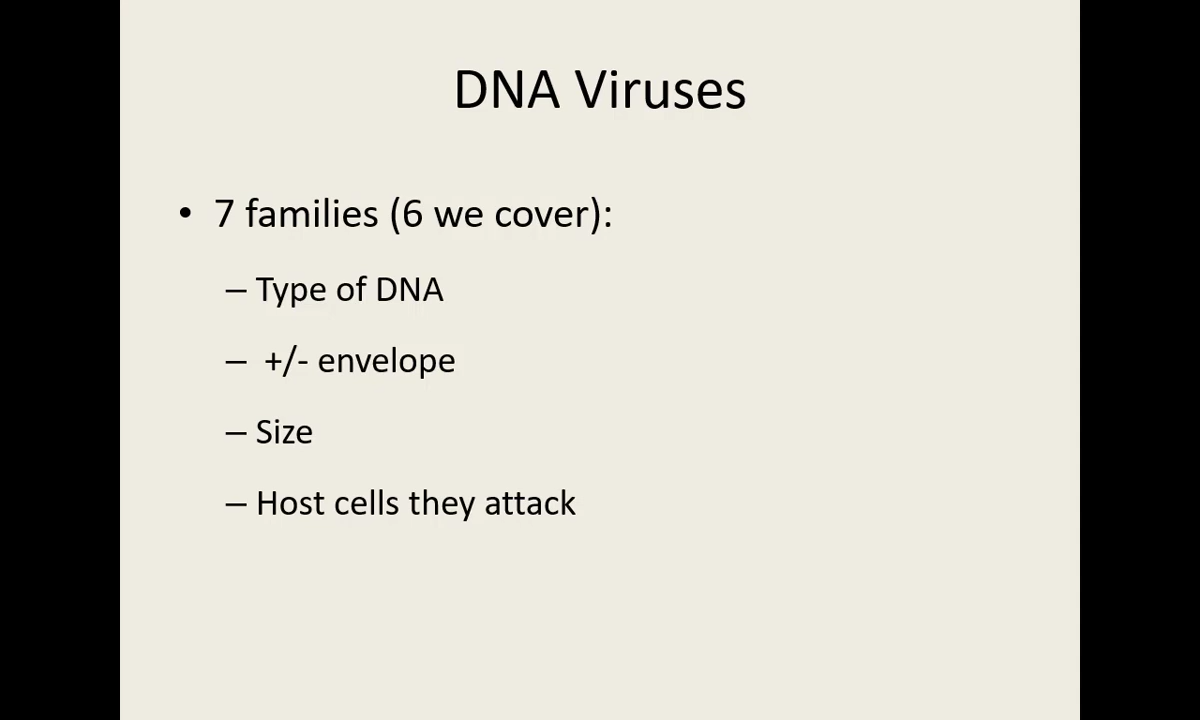 DNA Viruses
• 7 families (6 we cover):
– Type of DNA
– +/- envelope
– Size
– Host cells they attack